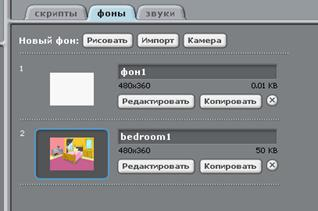 скрипты фоны звуки
Новый фон: Рисовать Импорт Камера
1
фон1
480x360 0.01 KB
Редактировать Копировать
2
bedroom1
480x360 50 KB
Редактировать Копировать